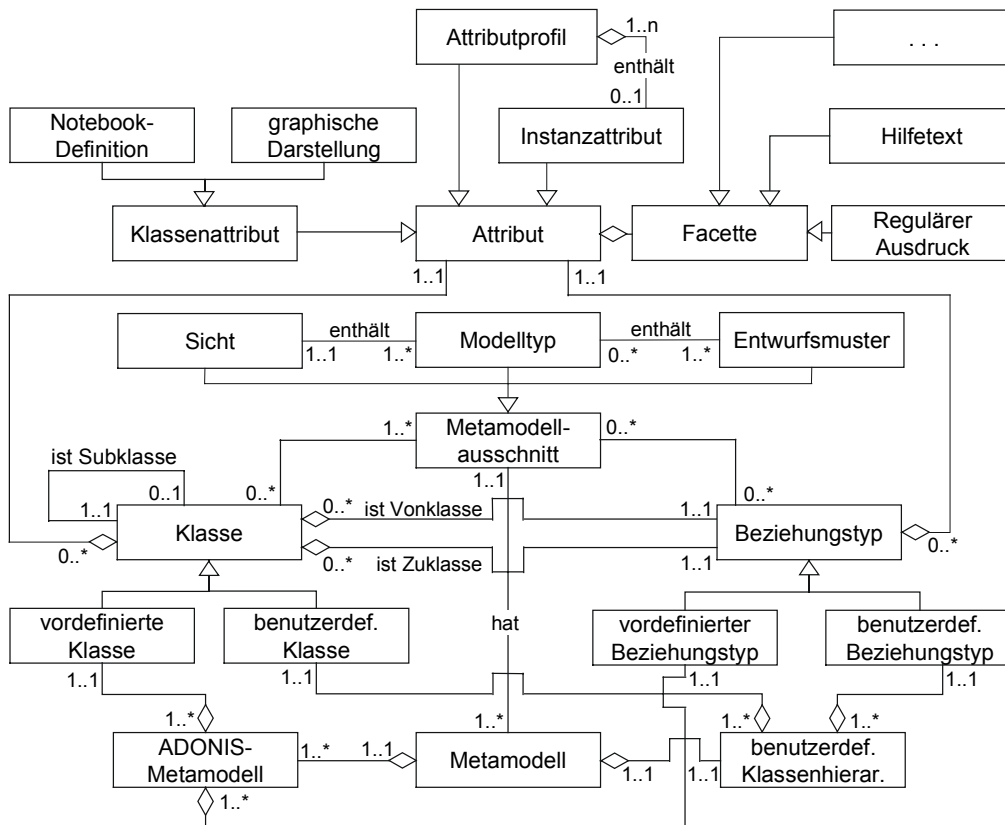 Attributprofil
1..n
. . .
enthält
0..1
Notebook-
Definition
graphische
Darstellung
Instanzattribut
Hilfetext
Klassenattribut
Attribut
Facette
Regulärer
Ausdruck
1..1
1..1
Sicht
enthält
1..1
1..*
Modelltyp
enthält
0..*
1..*
Entwurfsmuster
1..*
Metamodell-
ausschnitt
0..*
1..1
ist Subklasse
0..1
1..1
0..*
0..*
Klasse
0..*
0..*
ist Vonklasse
1..1
0..*
ist Zuklasse
1..1
Beziehungstyp
0..*
vordefinierte
Klasse
benutzerdef.
Klasse
hat
vordefinierter
Beziehungstyp
benutzerdef.
Beziehungstyp
1..1
1..1
1..1
1..1
1..*
1..*
1..*
1..*
ADONIS-
Metamodell
1..*
1..1
Metamodell
1..1
1..1
benutzerdef.
Klassenhierar.
1..*